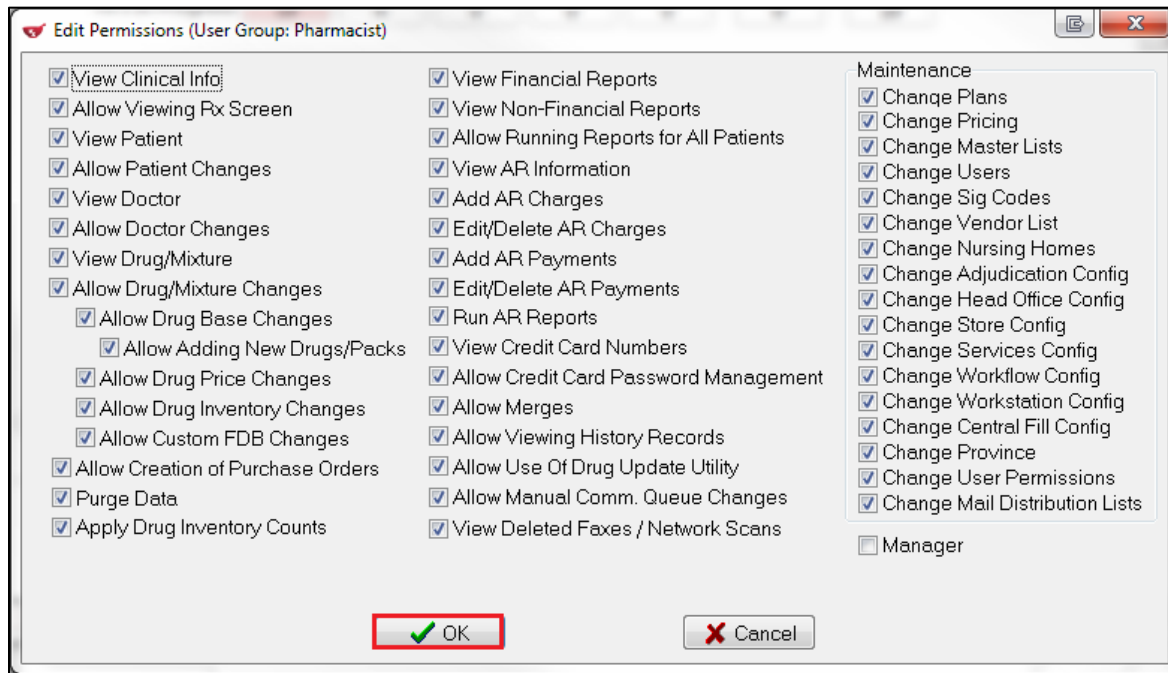 Edit Permissions (User Group: Pharmacist)
View Clinical Info
Allow Viewing Rx Screen
View Patient
Allow Patient Changes
View Doctor
Allow Doctor Changes
View Drug/Mixture
Allow Drug/Mixture Changes
Allow Drug Base Changes
Allow Adding New Drugs/Packs
Allow Drug Price Changes
Allow Drug Inventory Changes
Allow Custom FDB Changes
Allow Creation of Purchase Orders
Purge Data
Apply Drug Inventory Counts
View Financial Reports
View Non-Financial Reports
Allow Running Reports for All Patients
View AR Information
Add AR Charges
Edit/Delete AR Charges
Add AR Payments
Edit/Delete AR Payments
Run AR Reports
View Credit Card Numbers
Allow Credit Card Password Management
Allow Merges
Allow Viewing History Records
Allow Use Of Drug Update Utility
Allow Manual Comm. Queue Changes
View Deleted Faxes / Network Scans
Maintenance
Change Plans
Change Pricing
Change Master Lists
Change Users
Change Sig Codes
Change Vendor List
Change Nursing Homes
Change Adjudication Config
Change Head Office Config
Change Store Config
Change Services Config
Change Workflow Config
Change Workstation Config
Change Central Fill Config
Change Province
Change User Permissions
Change Mail Distribution Lists
Manager
OK
Cancel